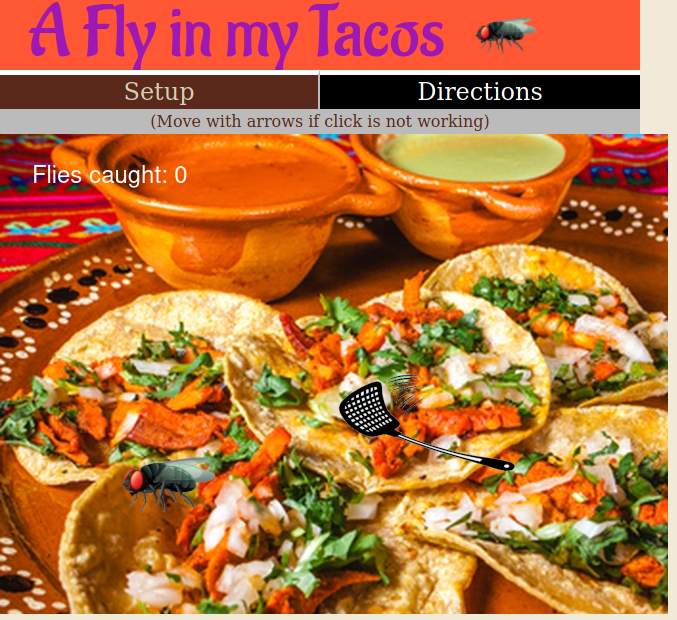 A Fly in my Tacos
Setup
Directions
(Move with arrows if click is not working)
Flies caught: 0